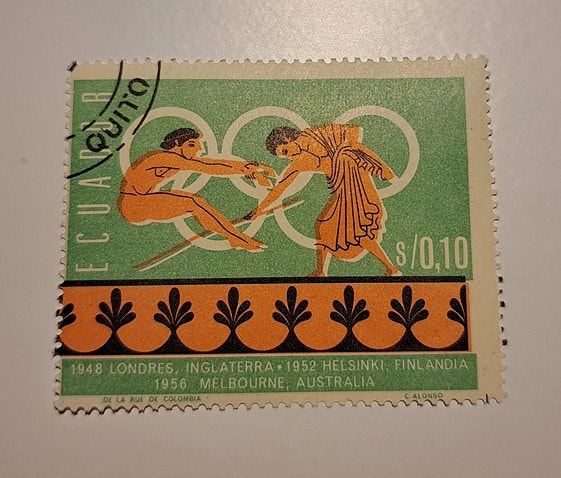 QUITO
ECUADOR
S/0,10
1948 LONDRES, INGLATERRA • 1952 HELSINKI, FINLANDIA
1956 MELBOURNE, AUSTRALIA
DE LA RUE DE COLOMBIA
C. ALONSO